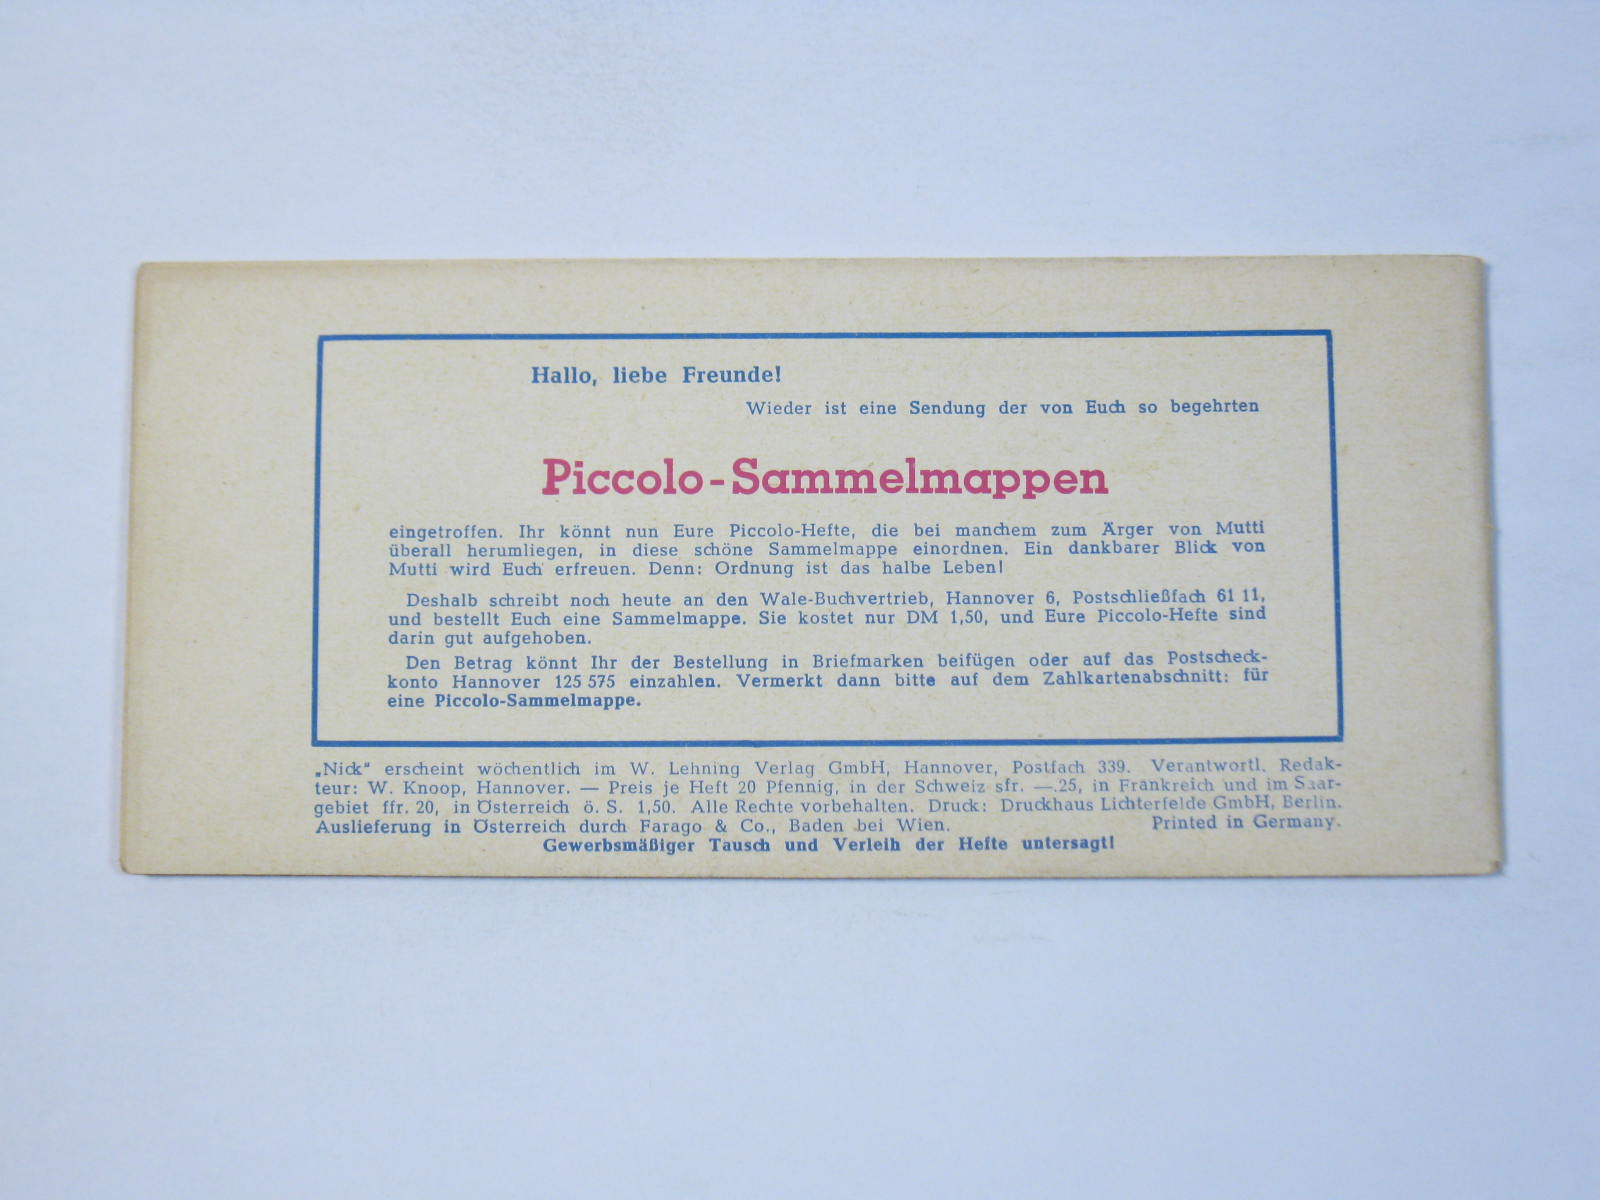 Hallo, liebe Freunde!
Wieder ist eine Sendung der von Euch so begehrten
Piccolo-Sammelmappen
eingetroffen. Ihr könnt nun Eure Piccolo-Hefte, die bei manchem zum Ärger von Mutti
überall herumliegen, in diese schöne Sammelmappe einordnen. Ein dankbarer Blick von
Mutti wird Euch erfreuen. Denn: Ordnung ist das halbe Leben!
Deshalb schreibt noch heute an den Wale-Buchvertrieb, Hannover 6, Postschließfach 61 11,
und bestellt Euch eine Sammelmappe. Sie kostet nur DM 1,50, und Eure Piccolo-Hefte sind
darin gut aufgehoben.
Den Betrag könnt Ihr der Bestellung in Briefmarken beifügen oder auf das Postscheck-
konto Hannover 125 575 einzahlen. Vermerkt dann bitte auf dem Zahlkartenabschnitt: für
eine Piccolo-Sammelmappe.
„Nick" erscheint wöchentlich im W. Lehning Verlag GmbH, Hannover, Postfach 339. Verantwortl. Redak-
teur: W. Knoop, Hannover. — Preis je Heft 20 Pfennig, in der Schweiz sfr. —.25, in Frankreich und im Saar-
gebiet ffr. 20, in Österreich ö. S. 1,50. Alle Rechte vorbehalten. Druck: Druckhaus Lichterfelde GmbH, Berlin.
Auslieferung in Österreich durch Farago & Co., Baden bei Wien. Printed in Germany.
Gewerbsmäßiger Tausch und Verleih der Hefte untersagt!